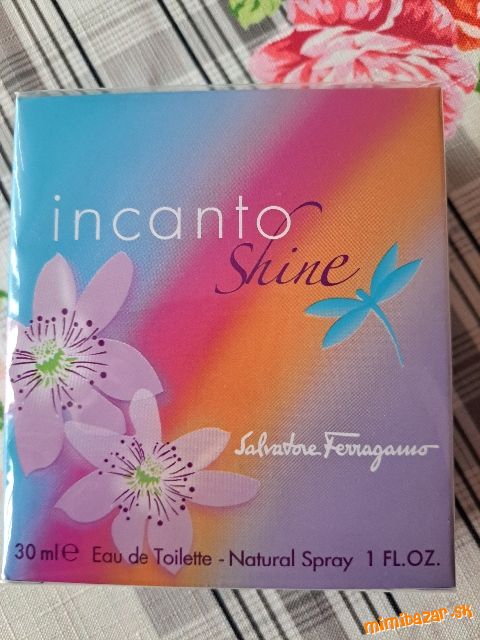 incanto
Shine
Salvatore Ferragamo
30 ml℮ Eau de Toilette - Natural Spray 1 FL.OZ.
mimibazar.sk